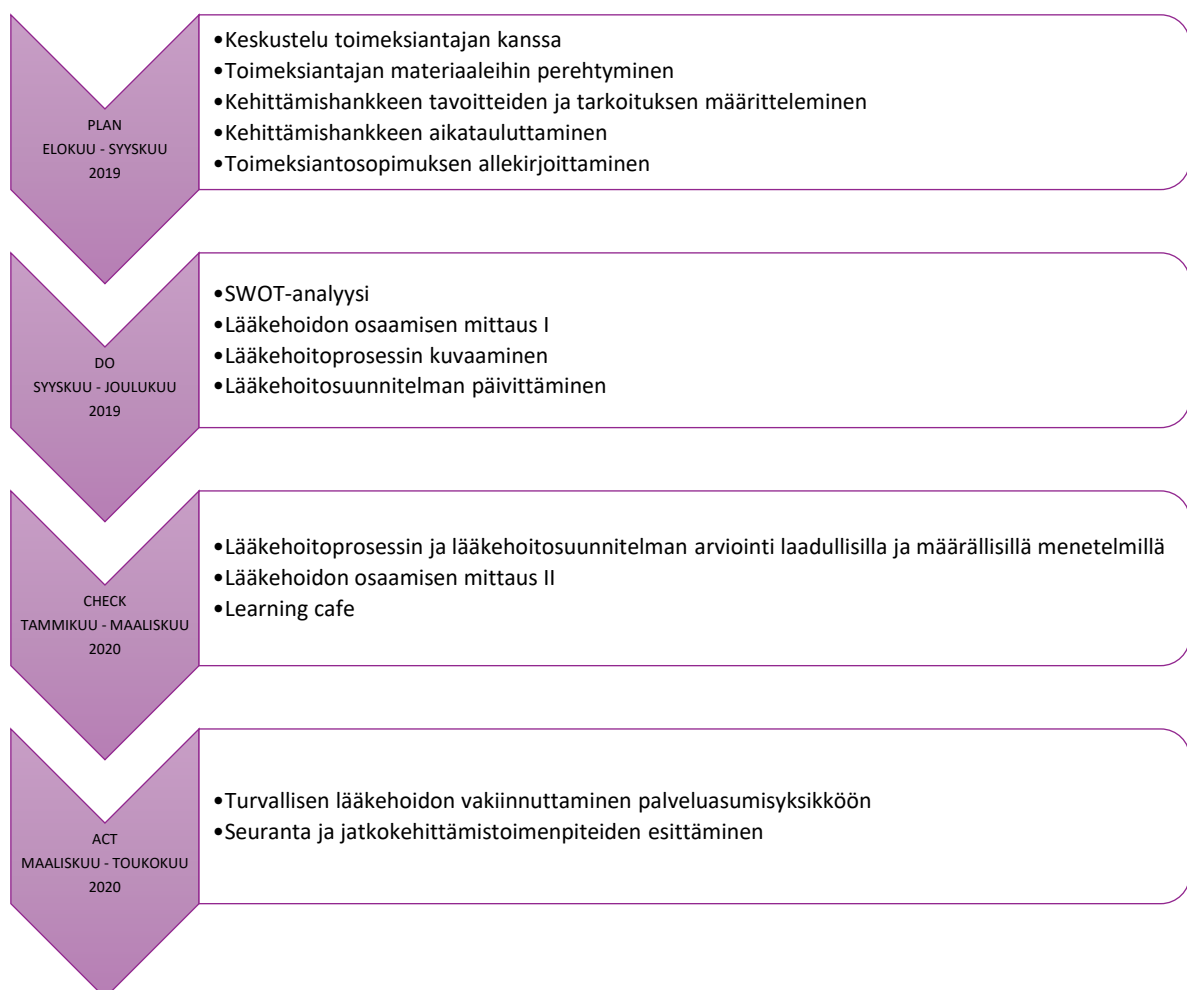 PLAN
ELOKUU - SYYSKUU
2019
•Keskustelu toimeksiantajan kanssa
•Toimeksiantajan materiaaleihin perehtyminen
•Kehittämishankkeen tavoitteiden ja tarkoituksen määritteleminen
•Kehittämishankkeen aikatauluttaminen
•Toimeksiantosopimuksen allekirjoittaminen
DO
SYYSKUU - JOULUKUU
2019
•SWOT-analyysi
•Lääkehoidon osaamisen mittaus I
•Lääkehoitoprosessin kuvaaminen
•Lääkehoitosuunnitelman päivittäminen
CHECK
TAMMIKUU - MAALISKUU
2020
•Lääkehoitoprosessin ja lääkehoitosuunnitelman arviointi laadullisilla ja määrällisillä menetelmillä
•Lääkehoidon osaamisen mittaus II
•Learning cafe
ACT
MAALISKUU - TOUKOKUU
2020
•Turvallisen lääkehoidon vakiinnuttaminen palveluasumisyksikköön
•Seuranta ja jatkokehittämistoimenpiteiden esittäminen